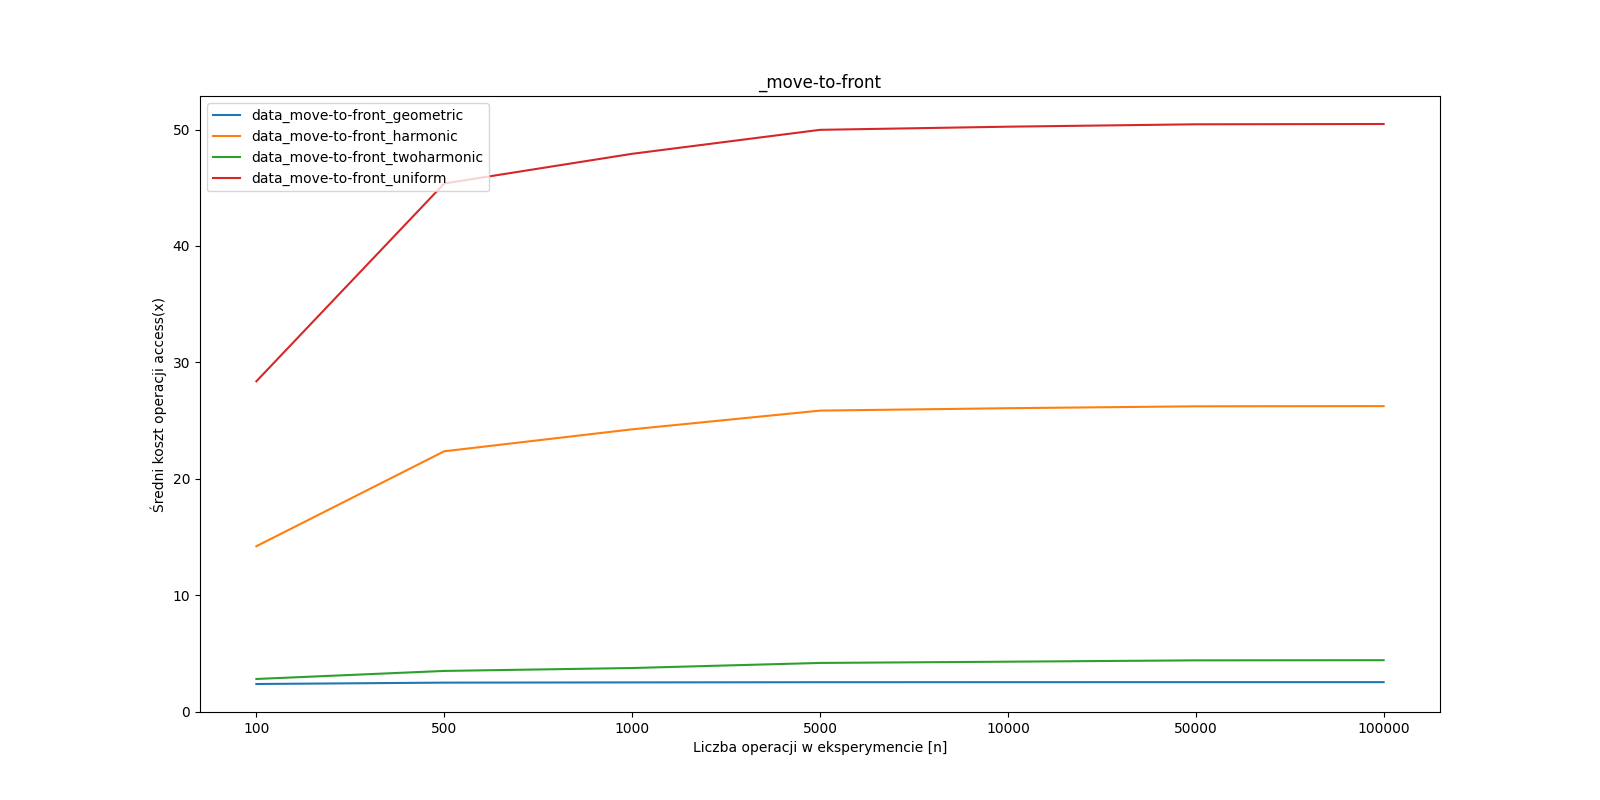 _move-to-front
data_move-to-front_geometric
data_move-to-front_harmonic
data_move-to-front_twoharmonic
data_move-to-front_uniform
Średni koszt operacji access(x)
50
40
30
20
10
0
100 500 1000 5000 10000 50000 100000
Liczba operacji w eksperymencie [n]